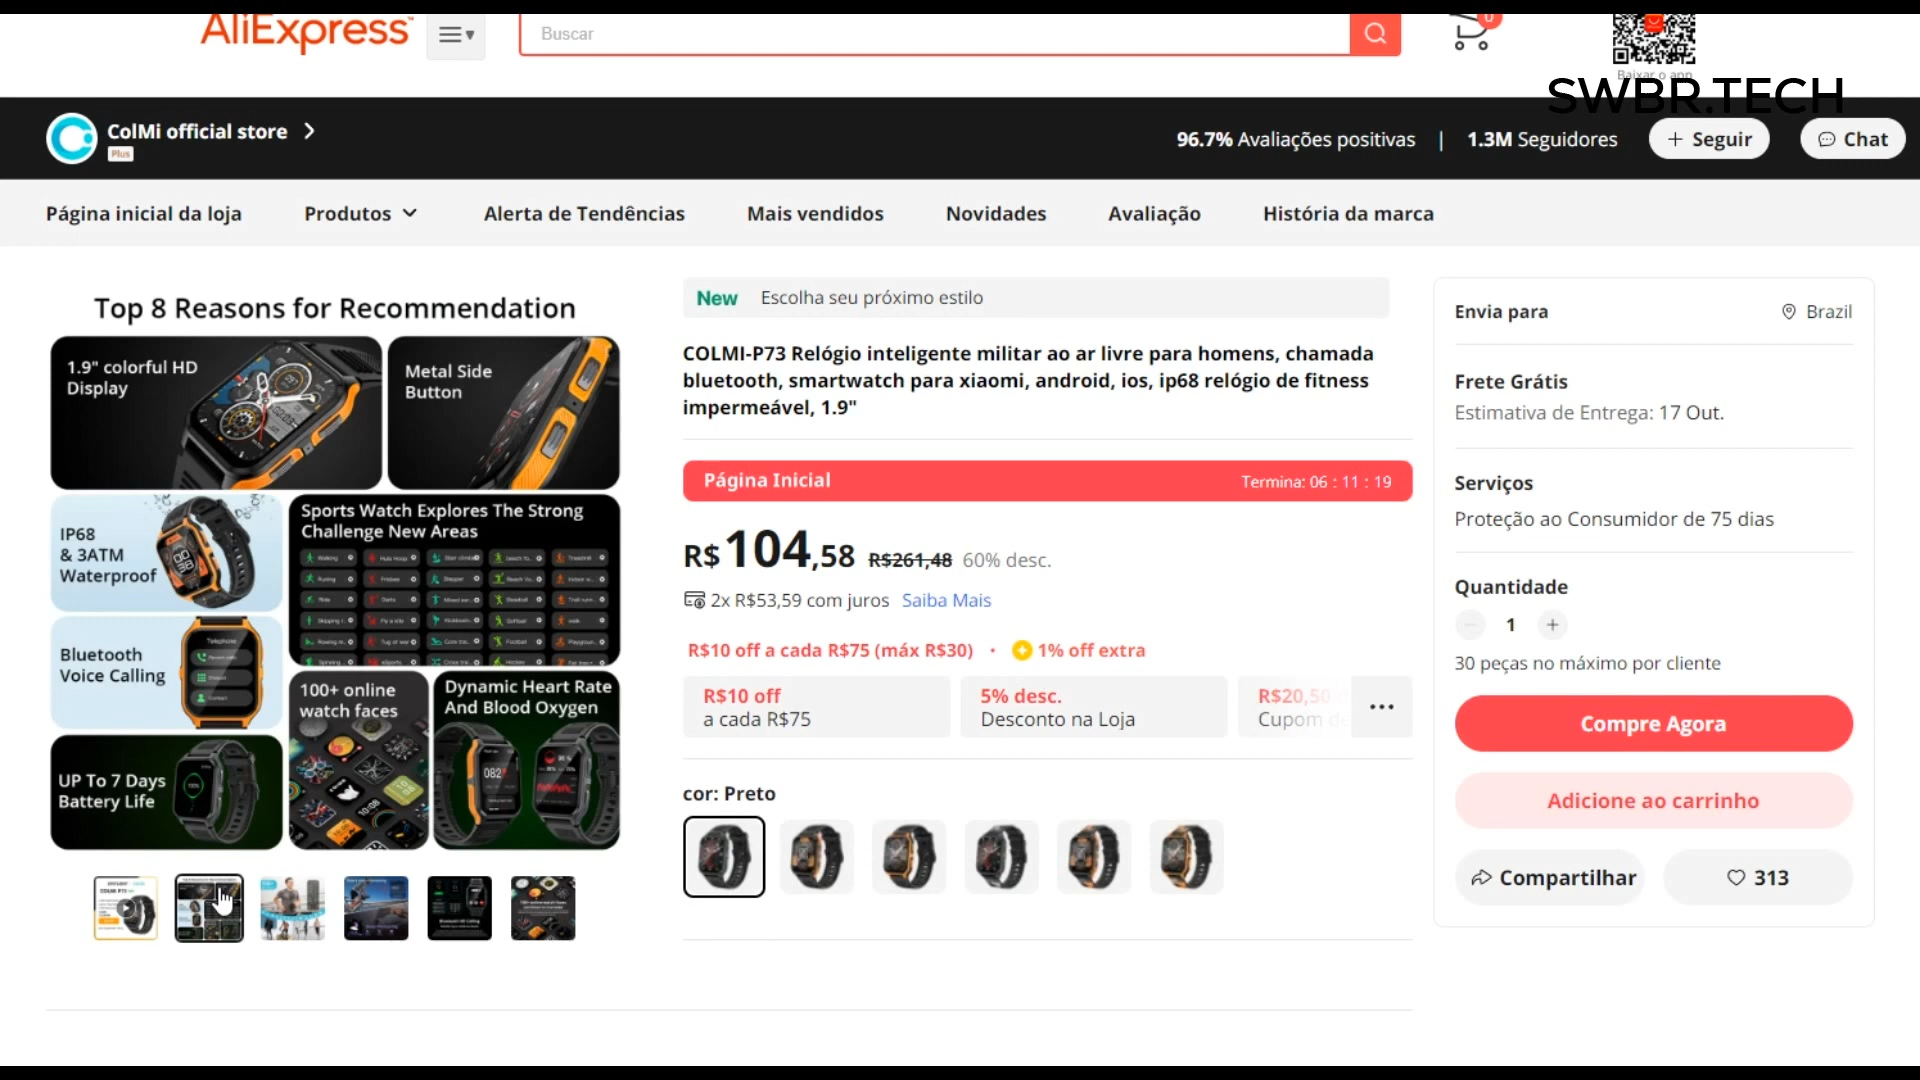 AliExpress
Buscar
0
Baixar o app
SWBR.TECH
ColMi official store
Plus
96.7% Avaliações positivas | 1.3M Seguidores
+ Seguir
Chat
Página inicial da loja
Produtos
Alerta de Tendências
Mais vendidos
Novidades
Avaliação
História da marca
Top 8 Reasons for Recommendation
1.9" colorful HD
Display
Metal Side
Button
IP68
& 3ATM
Waterproof
Sports Watch Explores The Strong
Challenge New Areas
Bluetooth
Voice Calling
100+ online
watch faces
Dynamic Heart Rate
And Blood Oxygen
UP To 7 Days
Battery Life
New Escolha seu próximo estilo
COLMI-P73 Relógio inteligente militar ao ar livre para homens, chamada
bluetooth, smartwatch para xiaomi, android, ios, ip68 relógio de fitness
impermeável, 1.9"
Página Inicial
Termina: 06 : 11 : 19
R$104,58 R$261,48 60% desc.
2x R$53,59 com juros Saiba Mais
R$10 off a cada R$75 (máx R$30) · 1% off extra
R$10 off
a cada R$75
5% desc.
Desconto na Loja
R$20,50
Cupom de
...
cor: Preto
Envia para
Brazil
Frete Grátis
Estimativa de Entrega: 17 Out.
Serviços
Proteção ao Consumidor de 75 dias
Quantidade
1 +
30 peças no máximo por cliente
Compre Agora
Adicione ao carrinho
Compartilhar
313